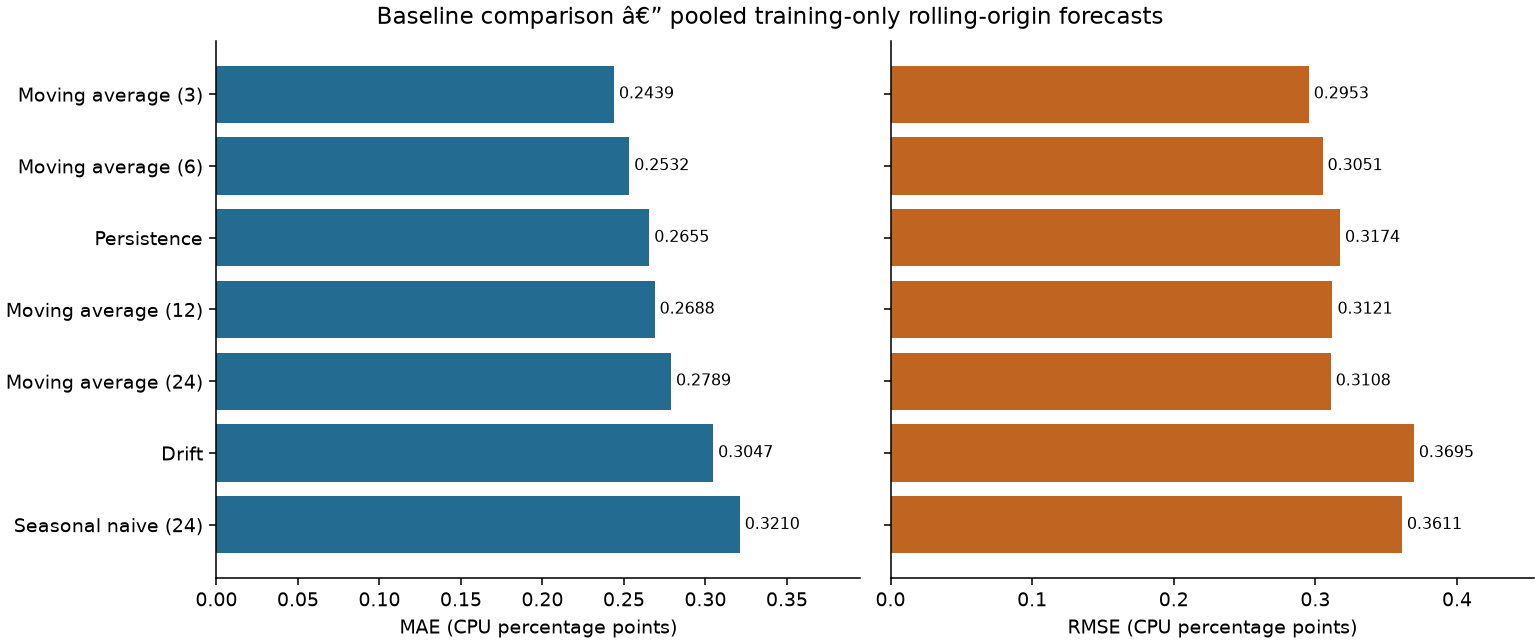 Baseline comparison â€” pooled training-only rolling-origin forecasts
Moving average (3) 0.2439 0.2953
Moving average (6) 0.2532 0.3051
Persistence 0.2655 0.3174
Moving average (12) 0.2688 0.3121
Moving average (24) 0.2789 0.3108
Drift 0.3047 0.3695
Seasonal naive (24) 0.3210 0.3611
0.00 0.05 0.10 0.15 0.20 0.25 0.30 0.35 0.0 0.1 0.2 0.3 0.4
MAE (CPU percentage points) RMSE (CPU percentage points)